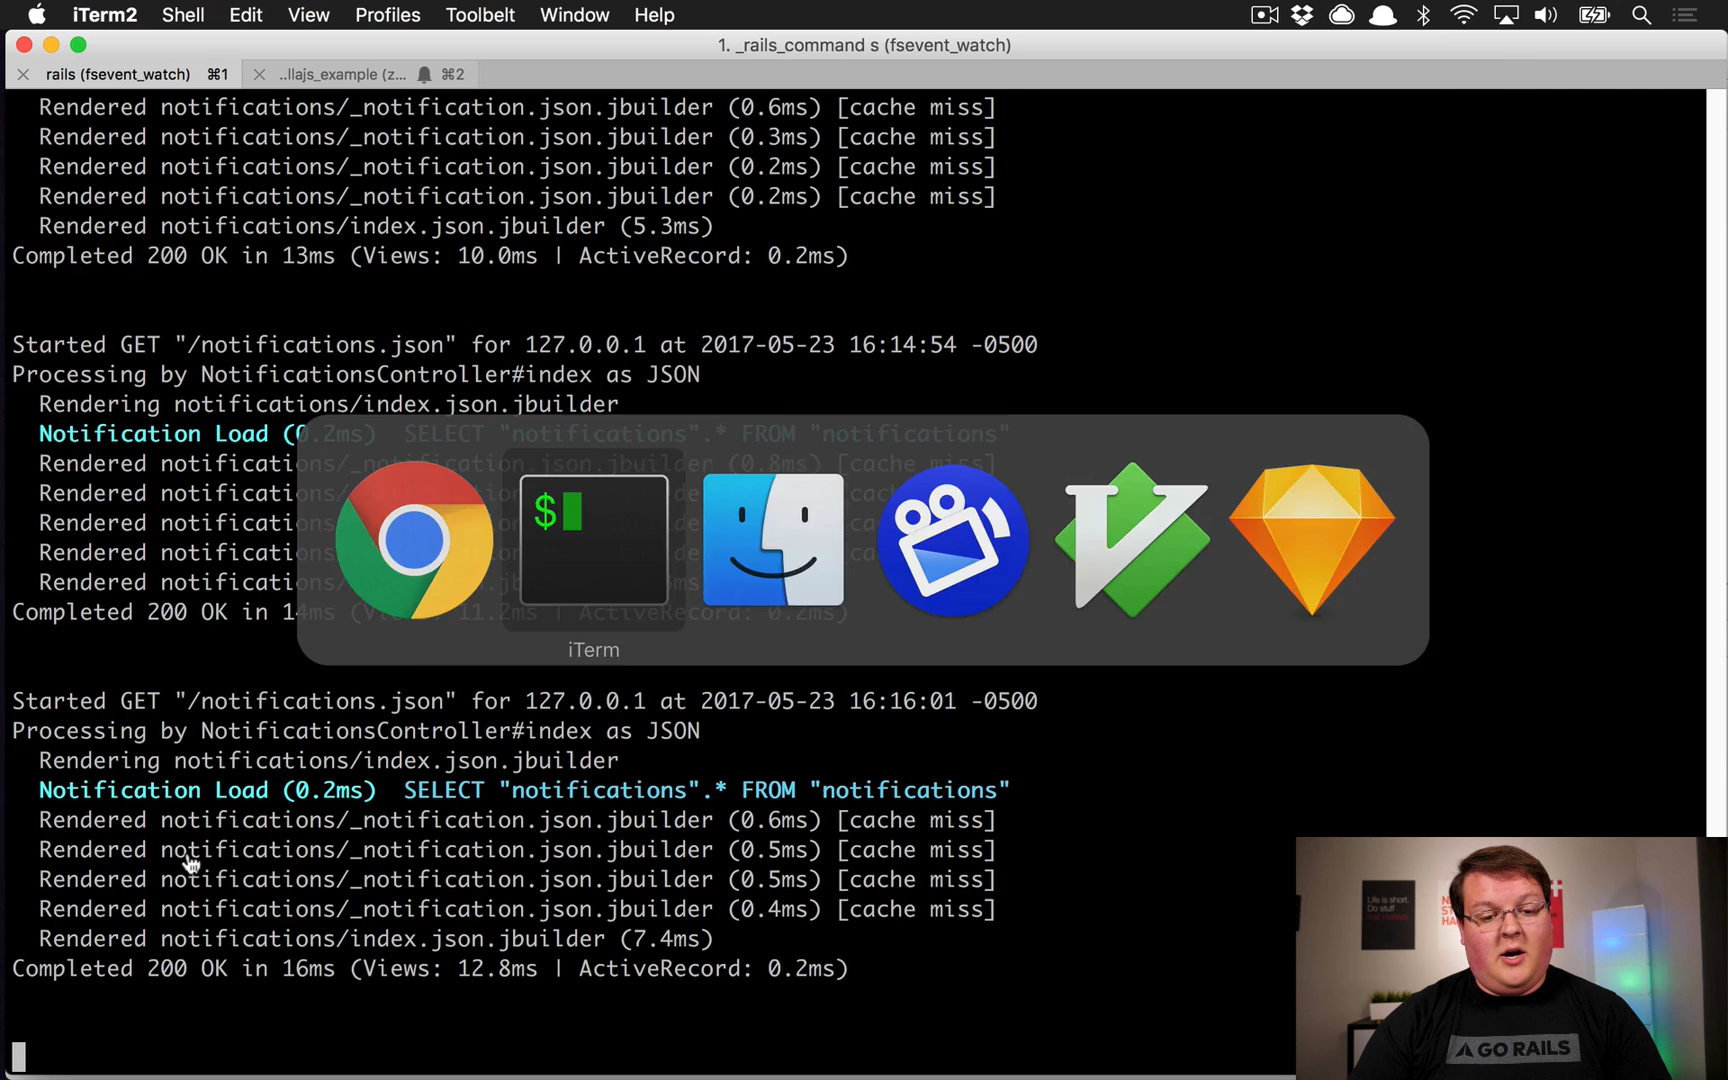 iTerm2 Shell Edit View Profiles Toolbelt Window Help
1. _rails_command s (fsevent_watch)
rails (fsevent_watch) ⌘1 ..llajs_example (z... ⌘2
Rendered notifications/_notification.json.jbuilder (0.6ms) [cache miss]
Rendered notifications/_notification.json.jbuilder (0.3ms) [cache miss]
Rendered notifications/_notification.json.jbuilder (0.2ms) [cache miss]
Rendered notifications/_notification.json.jbuilder (0.2ms) [cache miss]
Rendered notifications/index.json.jbuilder (5.3ms)
Completed 200 OK in 13ms (Views: 10.0ms | ActiveRecord: 0.2ms)
Started GET "/notifications.json" for 127.0.0.1 at 2017-05-23 16:14:54 -0500
Processing by NotificationsController#index as JSON
Rendering notifications/index.json.jbuilder
Notification Load (0.2ms) SELECT "notifications".* FROM "notifications"
Rendered notifications/_notification.json.jbuilder (0.8ms) [cache miss]
Rendered
Rendered
Rendered
Rendered
Completed 200 OK in 14ms (Views: 11.2ms | ActiveRecord: 0.2ms)
$
iTerm
Started GET "/notifications.json" for 127.0.0.1 at 2017-05-23 16:16:01 -0500
Processing by NotificationsController#index as JSON
Rendering notifications/index.json.jbuilder
Notification Load (0.2ms) SELECT "notifications".* FROM "notifications"
Rendered notifications/_notification.json.jbuilder (0.6ms) [cache miss]
Rendered notifications/_notification.json.jbuilder (0.5ms) [cache miss]
Rendered notifications/_notification.json.jbuilder (0.5ms) [cache miss]
Rendered notifications/_notification.json.jbuilder (0.4ms) [cache miss]
Rendered notifications/index.json.jbuilder (7.4ms)
Completed 200 OK in 16ms (Views: 12.8ms | ActiveRecord: 0.2ms)
Life is short.
Do stuff
that matters.
GO RAILS